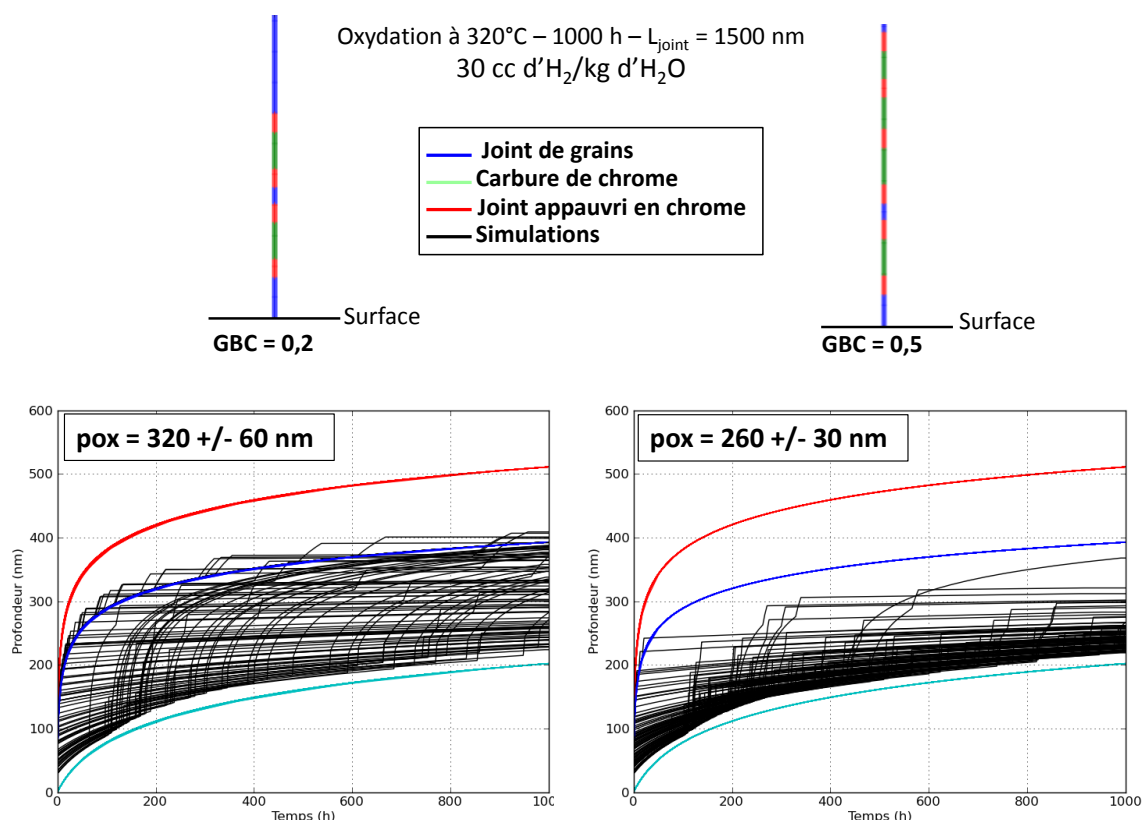 Oxydation à 320°C – 1000 h – Ljoint = 1500 nm
30 cc d’H2/kg d’H2O
Joint de grains
Carbure de chrome
Joint appauvri en chrome
Simulations
Surface
GBC = 0,2
Surface
GBC = 0,5
pox = 320 +/- 60 nm
600
500
400
300
200
100
0
Profondeur (nm)
0 200 400 600 800 100
Temps (h)
pox = 260 +/- 30 nm
600
500
400
300
200
100
0
Profondeur (nm)
0 200 400 600 800 1000
Temps (h)